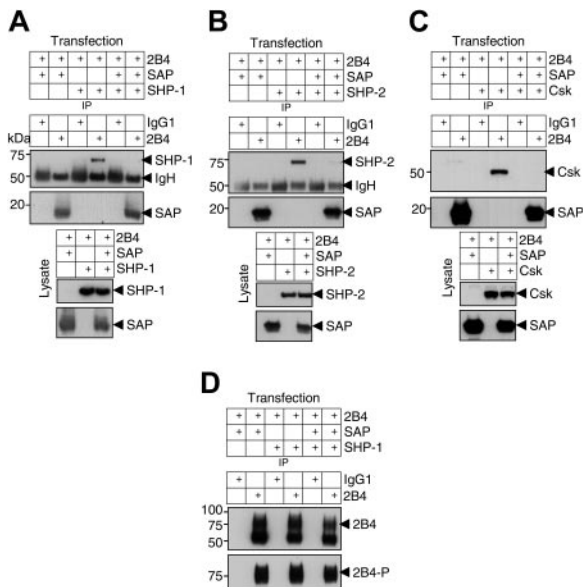 A
Transfection
+ + + + + + 2B4
+ + + + SAP
+ + + + SHP-1
IP
+ + + IgG1
+ + + 2B4
kDa
75
SHP-1
50
IgH
20
SAP
Lysate
+ + + 2B4
+ + SAP
+ + SHP-1
SHP-1
SAP
B
Transfection
+ + + + + + 2B4
+ + + + SAP
+ + + + SHP-2
IP
+ + + IgG1
+ + + 2B4
75
SHP-2
50
IgH
20
SAP
Lysate
+ + + 2B4
+ + SAP
+ + SHP-2
SHP-2
SAP
C
Transfection
+ + + + + + 2B4
+ + + + SAP
+ + + + Csk
IP
+ + + IgG1
+ + + 2B4
50
Csk
20
SAP
Lysate
+ + + 2B4
+ + SAP
+ + Csk
Csk
SAP
D
Transfection
+ + + + + + 2B4
+ + + + SAP
+ + + + SHP-1
IP
+ + + IgG1
+ + + 2B4
100
75
2B4
50
75
2B4-P